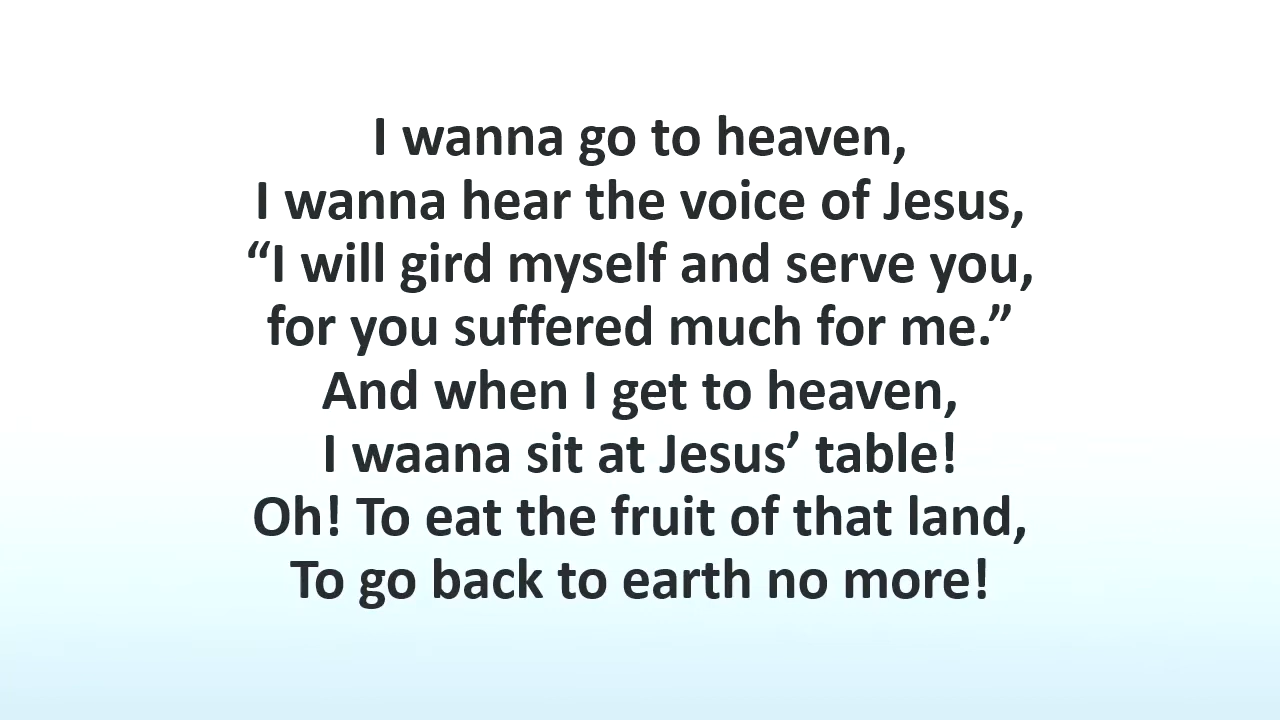 I wanna go to heaven,
I wanna hear the voice of Jesus,
“I will gird myself and serve you,
for you suffered much for me.”
And when I get to heaven,
I waana sit at Jesus’ table!
Oh! To eat the fruit of that land,
To go back to earth no more!